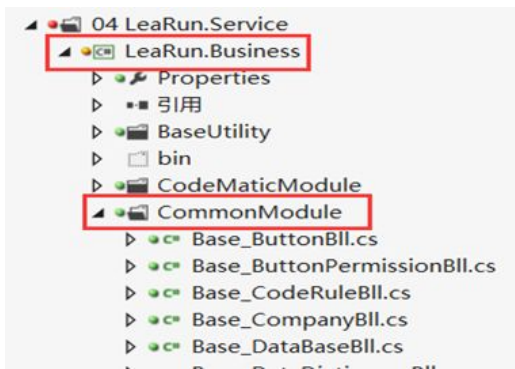 04 LeaRun.Service
LeaRun.Business
Properties
引用
BaseUtility
bin
CodeMaticModule
CommonModule
Base_ButtonBll.cs
Base_ButtonPermissionBll.cs
Base_CodeRuleBll.cs
Base_CompanyBll.cs
Base_DataBaseBll.cs